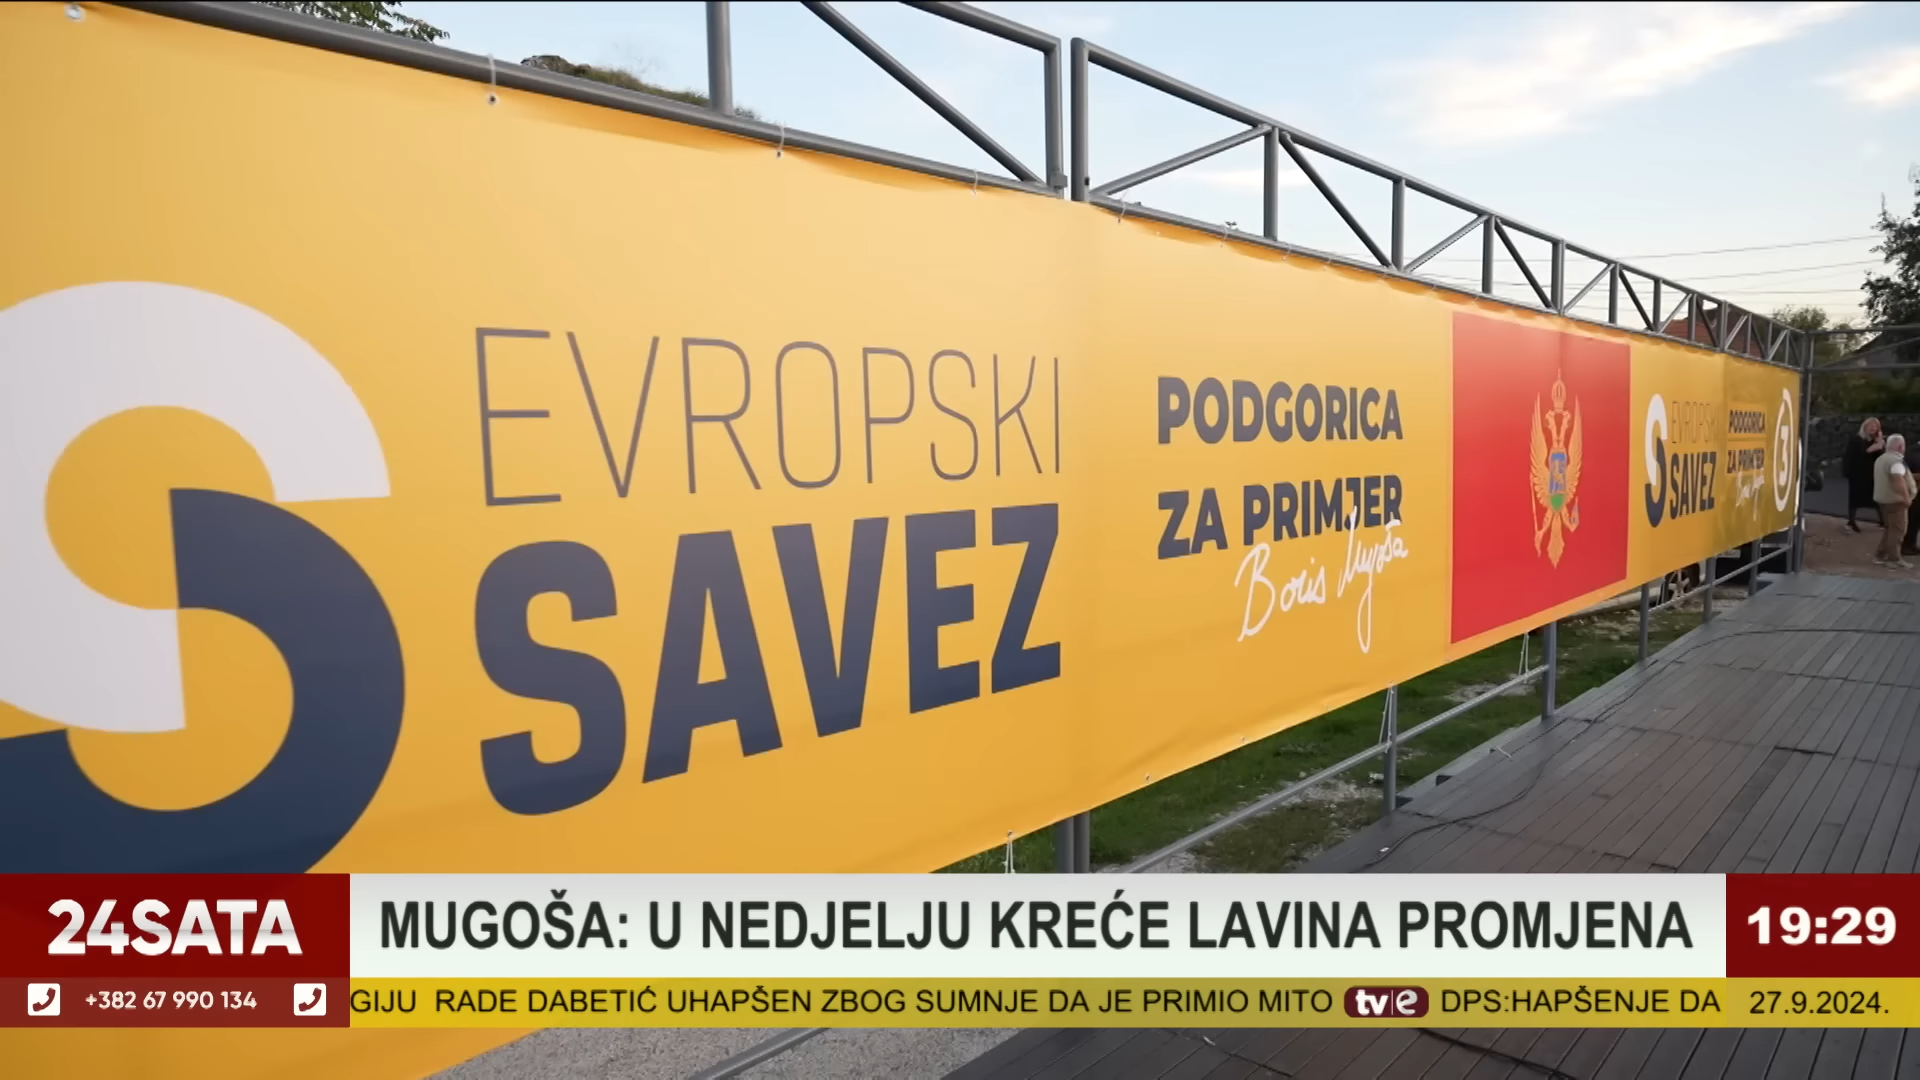 EVROPSKI
SAVEZ
PODGORICA
ZA PRIMJER
Boris Mugoša
EVROPSKI
SAVEZ
PODGORICA
ZA PRIMJER
3
24SATA
MUGOŠA: U NEDJELJU KREĆE LAVINA PROMJENA
19:29
+382 67 990 134
GIJU RADE DABETIĆ UHAPŠEN ZBOG SUMNJE DA JE PRIMIO MITO tv|e DPS:HAPŠENJE DA
27.9.2024.